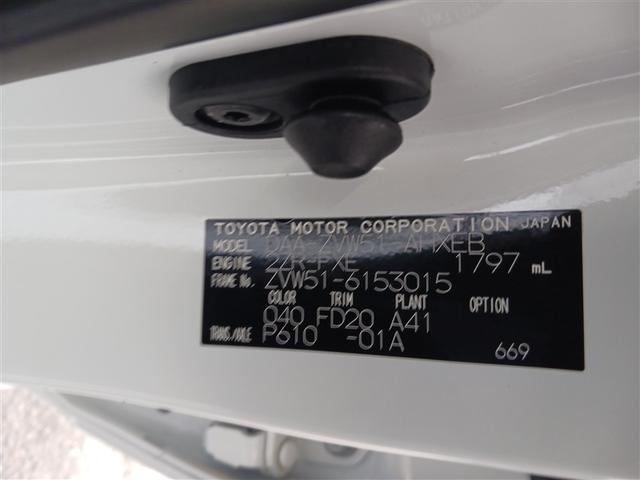 TOYOTA MOTOR CORPORATION JAPAN
MODEL DAA-ZVW51-AHXEB
ENGINE 2ZR-FXE 1797 mL
FRAME No. ZVW51-6153015
COLOR TRIM PLANT OPTION
040 FD20 A41
TRANS./AXLE P610 -01A
669